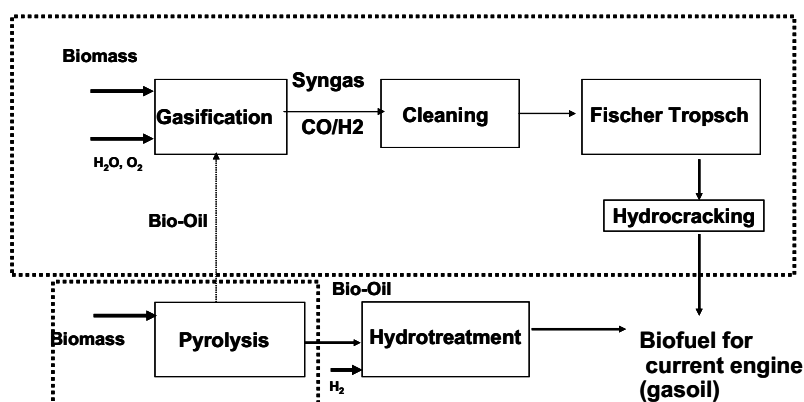 Biomass
Syngas
Gasification
Cleaning
Fischer Tropsch
CO/H2
H₂O, O₂
Hydrocracking
Bio-Oil
Bio-Oil
Biomass
Pyrolysis
Hydrotreatment
H₂
Biofuel for
current engine
(gasoil)